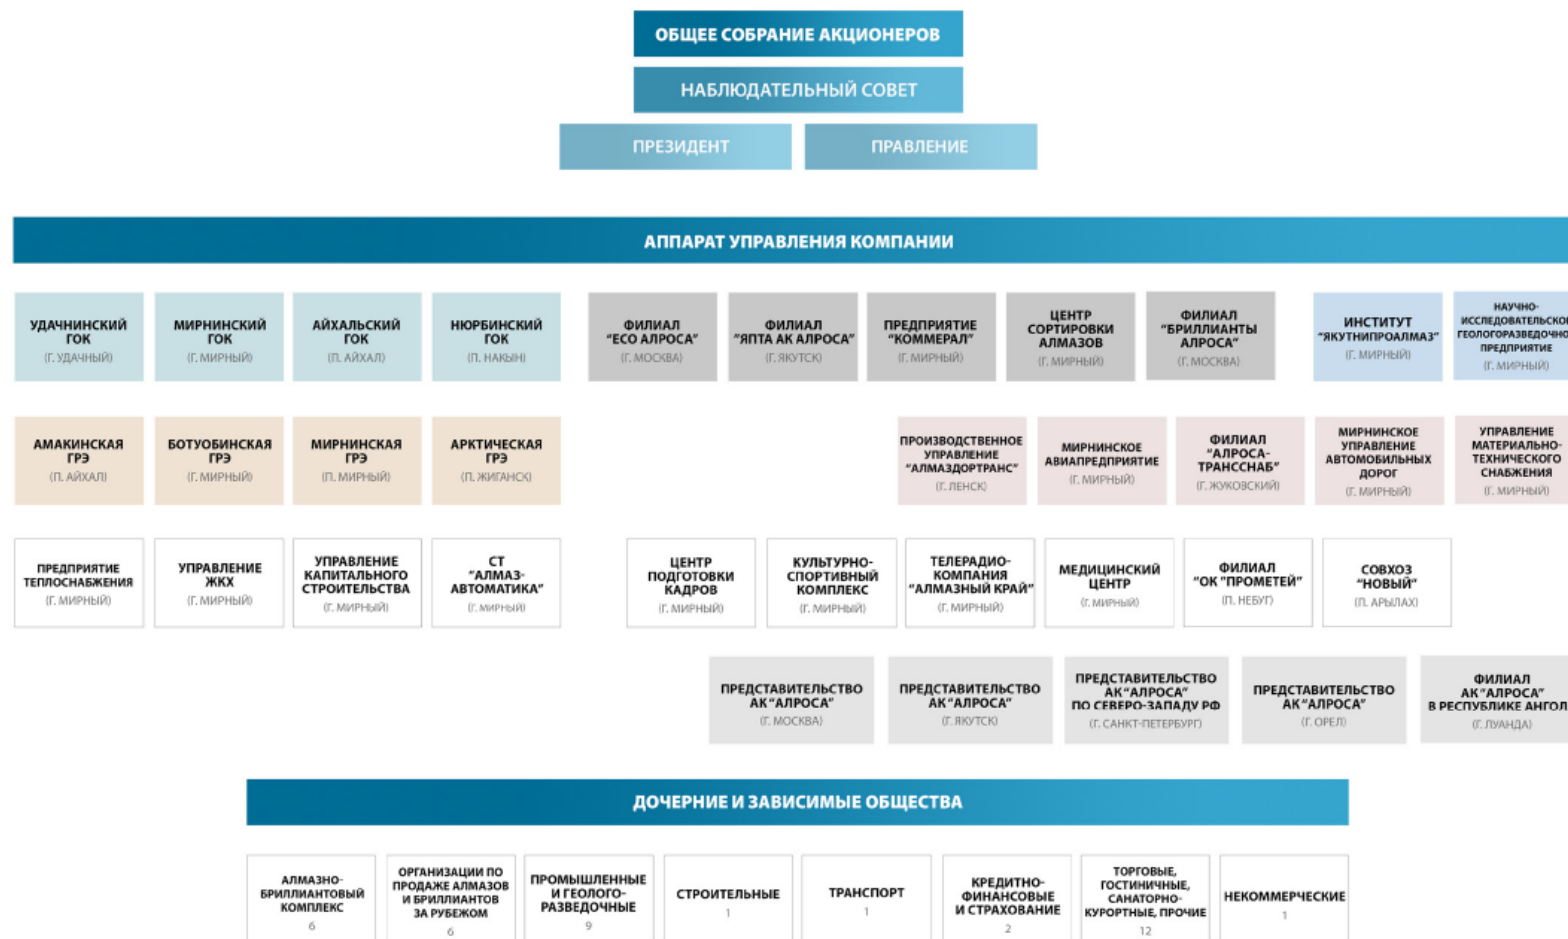 ОБЩЕЕ СОБРАНИЕ АКЦИОНЕРОВ
НАБЛЮДАТЕЛЬНЫЙ СОВЕТ
ПРЕЗИДЕНТ
ПРАВЛЕНИЕ
АППАРАТ УПРАВЛЕНИЯ КОМПАНИИ
УДАЧНИНСКИЙ
ГОК
(Г. УДАЧНЫЙ)
МИРНИНСКИЙ
ГОК
(Г. МИРНЫЙ)
АЙХАЛЬСКИЙ
ГОК
(П. АЙХАЛ)
НЮРБИНСКИЙ
ГОК
(П. НАКЫН)
ФИЛИАЛ
"ЕСО АЛРОСА"
(Г. МОСКВА)
ФИЛИАЛ
"ЯПТА АК АЛРОСА"
(Г. ЯКУТСК)
ПРЕДПРИЯТИЕ
"КОММЕРАЛ"
(Г. МИРНЫЙ)
ЦЕНТР
СОРТИРОВКИ
АЛМАЗОВ
(Г. МИРНЫЙ)
ФИЛИАЛ
"БРИЛЛИАНТЫ
АЛРОСА"
(Г. МОСКВА)
ИНСТИТУТ
"ЯКУТНИПРОАЛМАЗ"
(Г. МИРНЫЙ)
НАУЧНО-
ИССЛЕДОВАТЕЛЬСКО
ГЕОЛОГОРАЗВЕДОЧНО
ПРЕДПРИЯТИЕ
(Г. МИРНЫЙ)
АМАКИНСКАЯ
ГРЭ
(П. АЙХАЛ)
БОТУОБИНСКАЯ
ГРЭ
(Г. МИРНЫЙ)
МИРНИНСКАЯ
ГРЭ
(П. МИРНЫЙ)
АРКТИЧЕСКАЯ
ГРЭ
(П. ЖИГАНСК)
ПРОИЗВОДСТВЕННОЕ
УПРАВЛЕНИЕ
"АЛМАЗДОРТРАНС"
(Г. ЛЕНСК)
МИРНИНСКОЕ
АВИАПРЕДПРИЯТИЕ
(Г. МИРНЫЙ)
ФИЛИАЛ
"АЛРОСА-
ТРАНССНАБ"
(Г. ЖУКОВСКИЙ)
МИРНИНСКОЕ
УПРАВЛЕНИЕ
АВТОМОБИЛЬНЫХ
ДОРОГ
(Г. МИРНЫЙ)
УПРАВЛЕНИЕ
МАТЕРИАЛЬНО-
ТЕХНИЧЕСКОГО
СНАБЖЕНИЯ
(Г. МИРНЫЙ)
ПРЕДПРИЯТИЕ
ТЕПЛОСНАБЖЕНИЯ
(Г. МИРНЫЙ)
УПРАВЛЕНИЕ
ЖКХ
(Г. МИРНЫЙ)
УПРАВЛЕНИЕ
КАПИТАЛЬНОГО
СТРОИТЕЛЬСТВА
(Г. МИРНЫЙ)
СТ
"АЛМАЗ-
АВТОМАТИКА"
(Г. МИРНЫЙ)
ЦЕНТР
ПОДГОТОВКИ
КАДРОВ
(Г. МИРНЫЙ)
КУЛЬТУРНО-
СПОРТИВНЫЙ
КОМПЛЕКС
(Г. МИРНЫЙ)
ТЕЛЕРАДИО-
КОМПАНИЯ
"АЛМАЗНЫЙ КРАЙ"
(Г. МИРНЫЙ)
МЕДИЦИНСКИЙ
ЦЕНТР
(Г. МИРНЫЙ)
ФИЛИАЛ
"ОК "ПРОМЕТЕЙ"
(П. НЕБУГ)
СОВХОЗ
"НОВЫЙ"
(П. АРЫЛАХ)
ПРЕДСТАВИТЕЛЬСТВО
АК "АЛРОСА"
(Г. МОСКВА)
ПРЕДСТАВИТЕЛЬСТВО
АК "АЛРОСА"
(Г. ЯКУТСК)
ПРЕДСТАВИТЕЛЬСТВО
АК "АЛРОСА"
ПО СЕВЕРО-ЗАПАДУ РФ
(Г. САНКТ-ПЕТЕРБУРГ)
ПРЕДСТАВИТЕЛЬСТВО
АК "АЛРОСА"
(Г. ОРЕЛ)
ФИЛИАЛ
АК "АЛРОСА"
В РЕСПУБЛИКЕ АНГОЛ
(Г. ЛУАНДА)
ДОЧЕРНИЕ И ЗАВИСИМЫЕ ОБЩЕСТВА
АЛМАЗНО-
БРИЛЛИАНТОВЫЙ
КОМПЛЕКС
6
ОРГАНИЗАЦИИ ПО
ПРОДАЖЕ АЛМАЗОВ
И БРИЛЛИАНТОВ
ЗА РУБЕЖОМ
6
ПРОМЫШЛЕННЫЕ
И ГЕОЛОГО-
РАЗВЕДОЧНЫЕ
9
СТРОИТЕЛЬНЫЕ
1
ТРАНСПОРТ
1
КРЕДИТНО-
ФИНАНСОВЫЕ
И СТРАХОВАНИЕ
2
ТОРГОВЫЕ,
ГОСТИНИЧНЫЕ,
САНАТОРНО-
КУРОРТНЫЕ, ПРОЧИЕ
12
НЕКОММЕРЧЕСКИЕ
1